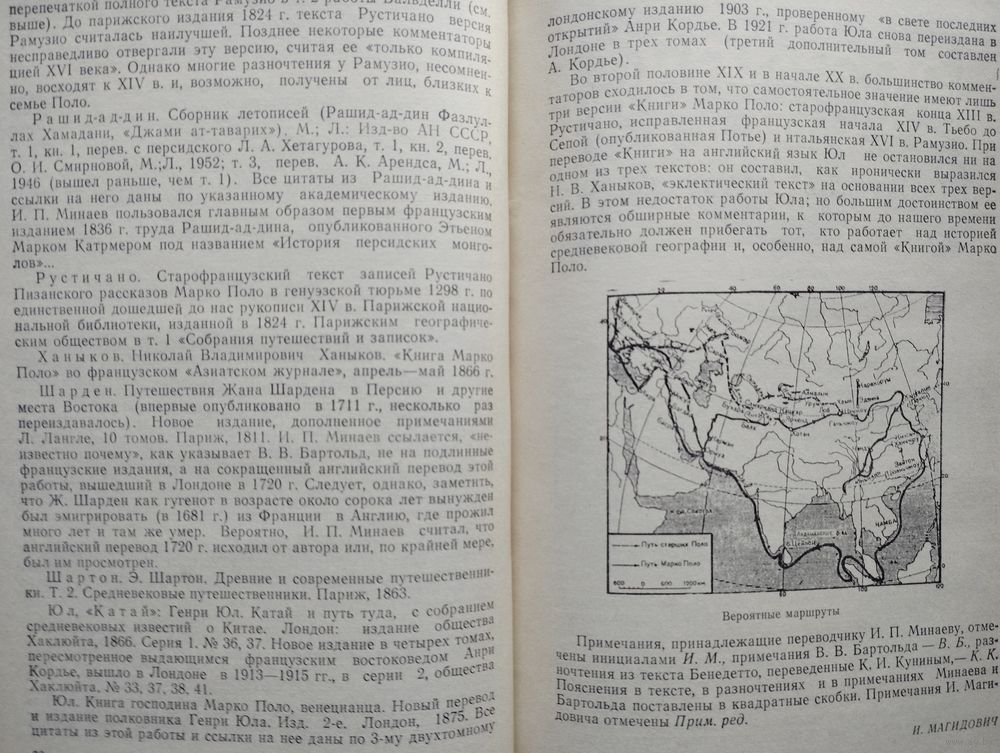 перепечаткой полного текста Рамузио в т. 2 работы Вальделли (см.
выше). До парижского издания 1824 г. текста Рустичано версия
Рамузио считалась наилучшей. Позднее некоторые комментаторы
несправедливо отвергали эту версию, считая ее «только компиля-
цией XVI века». Однако многие разночтения у Рамузио, несомнен-
но, восходят к XIV в. и, возможно, получены от лиц, близких к
семье Поло.
Рашид-ад-дин. Сборник летописей (Рашид-ад-дин Фазлул-
лах Хамадани, «Джами ат-таварих»). М.; Л.: Изд-во АН СССР,
т. 1, кн. 1, перев. с персидского Л. А. Хетагурова, т. 1, кн. 2, перев.
О. И. Смирновой, М.;Л., 1952; т. 3, перев. А. К. Арендса, М.; Л.,
1946 (вышел раньше, чем т. 1). Все цитаты из Рашид-ад-дина и
ссылки на него даны по указанному академическому изданию.
И. П. Минаев пользовался главным образом первым французским
изданием 1836 г. труда Рашид-ад-дина, опубликованного Этьеном
Марком Катрмером под названием «История персидских монго-
лов»...
Рустичано. Старофранцузский текст записей Рустичано
Пизанского рассказов Марко Поло в генуэзской тюрьме 1298 г. по
единственной дошедшей до нас рукописи XIV в. Парижской нацио-
нальной библиотеки, изданной в 1824 г. Парижским географиче-
ским обществом в т. 1 «Собрания путешествий и записок».
Ханыков. Николай Владимирович Ханыков. «Книга Марко
Поло» во французском «Азиатском журнале», апрель—май 1866 г.
Шарден. Путешествия Жана Шардена в Персию и другие
места Востока (впервые опубликовано в 1711 г., несколько раз
переиздавалось). Новое издание, дополненное примечаниями
Л. Лангле, 10 томов. Париж, 1811. И. П. Минаев ссылается, «не-
известно почему», как указывает В. В. Бартольд, не на подлинные
французские издания, а на сокращенный английский перевод этой
работы, вышедший в Лондоне в 1720 г. Следует, однако, заметить,
что Ж. Шарден как гугенот в возрасте около сорока лет вынужден
был эмигрировать (в 1681 г.) из Франции в Англию, где прожил
много лет и там же умер. Вероятно, И. П. Минаев считал, что
английский перевод 1720 г. исходил от автора или, по крайней мере,
был им просмотрен.
Шартон. Э. Шартон. Древние и современные путешественни-
ки. Т. 2. Средневековые путешественники. Париж, 1863.
Юл, «Катай»: Генри Юл. Катай и путь туда, с собранием
средневековых известий о Китае. Лондон: издание общества
Хаклюйта, 1866. Серия 1. № 36, 37. Новое издание в четырех томах,
пересмотренное выдающимся французским востоковедом Анри
Кордье, вышло в Лондоне в 1913—1915 гг., в серии 2, общества
Хаклюйта. № 33, 37, 38, 41.
Юл. Книга господина Марко Поло, венецианца. Новый перевод
и издание полковника Генри Юла. Изд. 2-е. Лондон, 1875. Все
цитаты из этой работы и ссылки на нее даны по 3-му двухтомному
лондонскому изданию 1903 г., проверенному «в свете последних
открытий» Анри Кордье. В 1921 г. работа Юла снова переиздана в
Лондоне в трех томах (третий дополнительный том составлен
А. Кордье).
Во второй половине XIX и в начале XX в. большинство коммен-
таторов сходилось в том, что самостоятельное значение имеют лишь
три версии «Книги» Марко Поло: старофранцузская конца XIII в.
Рустичано, исправленная французская начала XIV в. Тьебо до
Сепой (опубликованная Потье) и итальянская XVI в. Рамузио. При
переводе «Книги» на английский язык Юл не остановился ни на
одном из трех текстов: он составил, как иронически выразился
Н. В. Ханыков, «эклектический текст» на основании всех трех вер-
сий. В этом недостаток работы Юла; но большим достоинством ее
являются обширные комментарии, к которым до нашего времени
обязательно должен прибегать тот, кто работает над историей
средневековой географии и, особенно, над самой «Книгой» Марко
Поло.
Путь старших Поло
Путь Марко Поло
600 0 600 1200 км
Вероятные маршруты
Примечания, принадлежащие переводчику И. П. Минаеву, отме-
чены инициалами И. М., примечания В. В. Бартольда — В. Б., раз-
ночтения из текста Бенедетто, переведенные К. И. Куниным,— К. К.
Пояснения в тексте, в разночтениях и в примечаниях Минаева и
Бартольда поставлены в квадратные скобки. Примечания И. Маги-
довича отмечены Прим. ред.
И. МАГИДОВИЧ